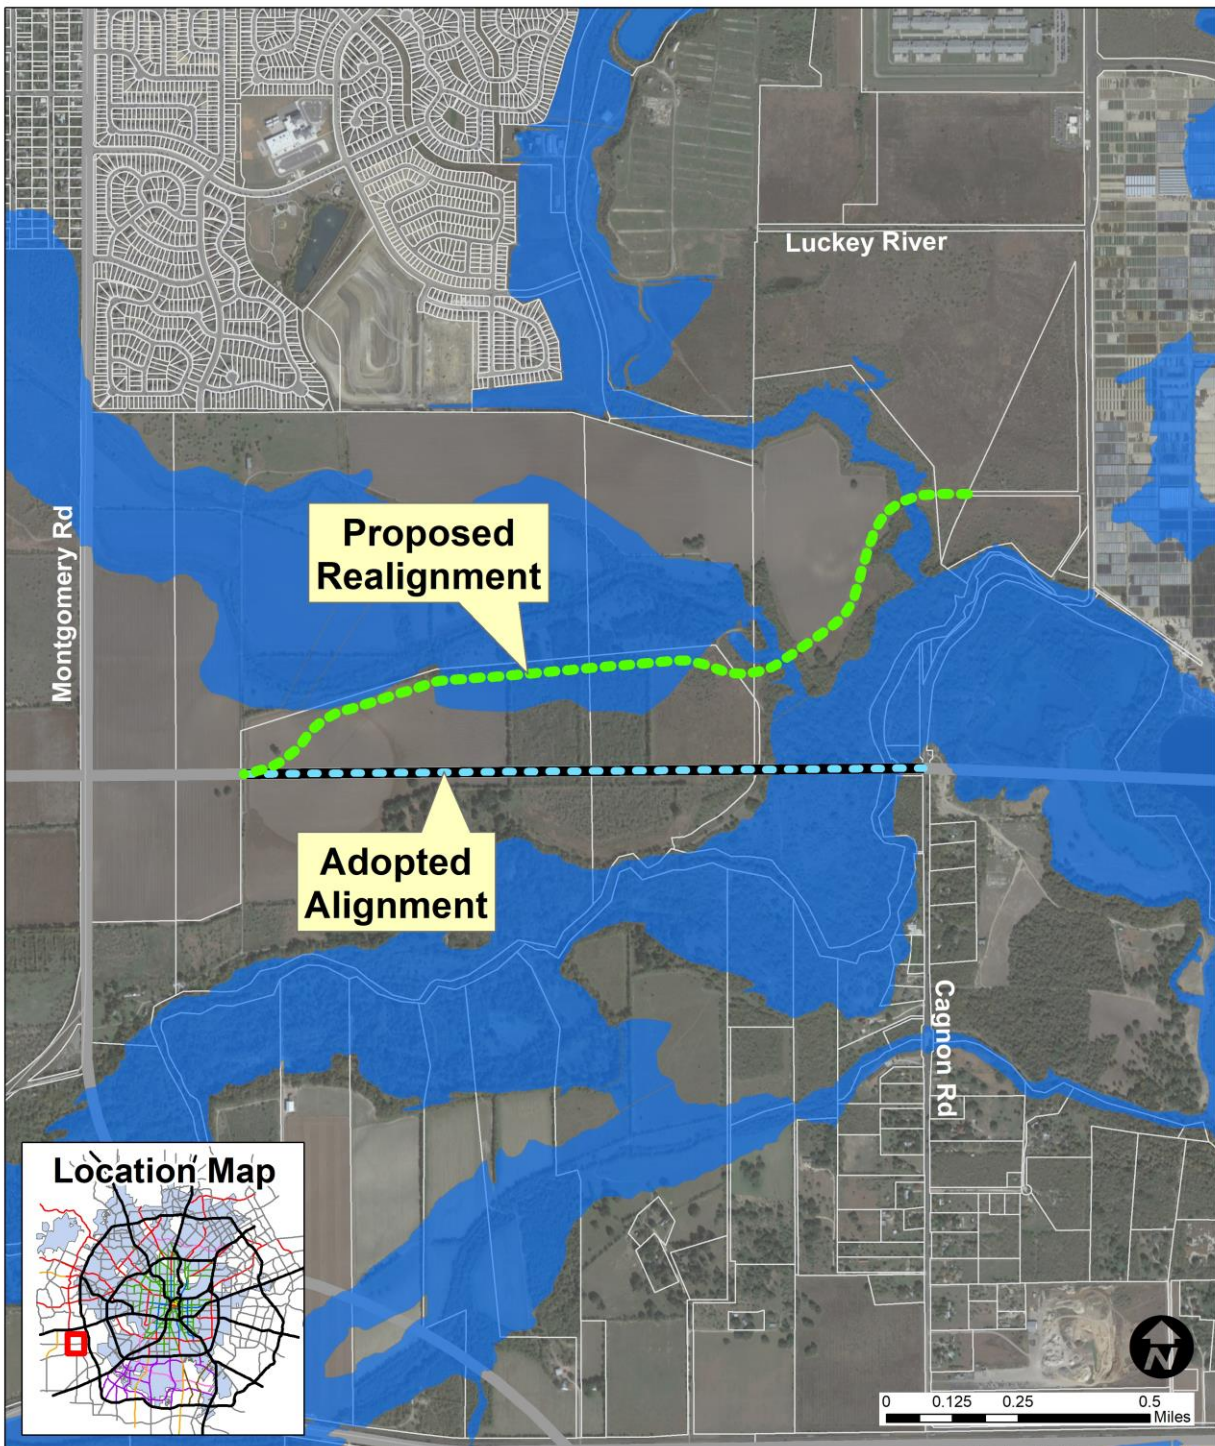 Luckey River
Proposed
Realignment
Montgomery Rd
Adopted
Alignment
Cagnon Rd
Location Map
N
0 0.125 0.25 0.5
Miles